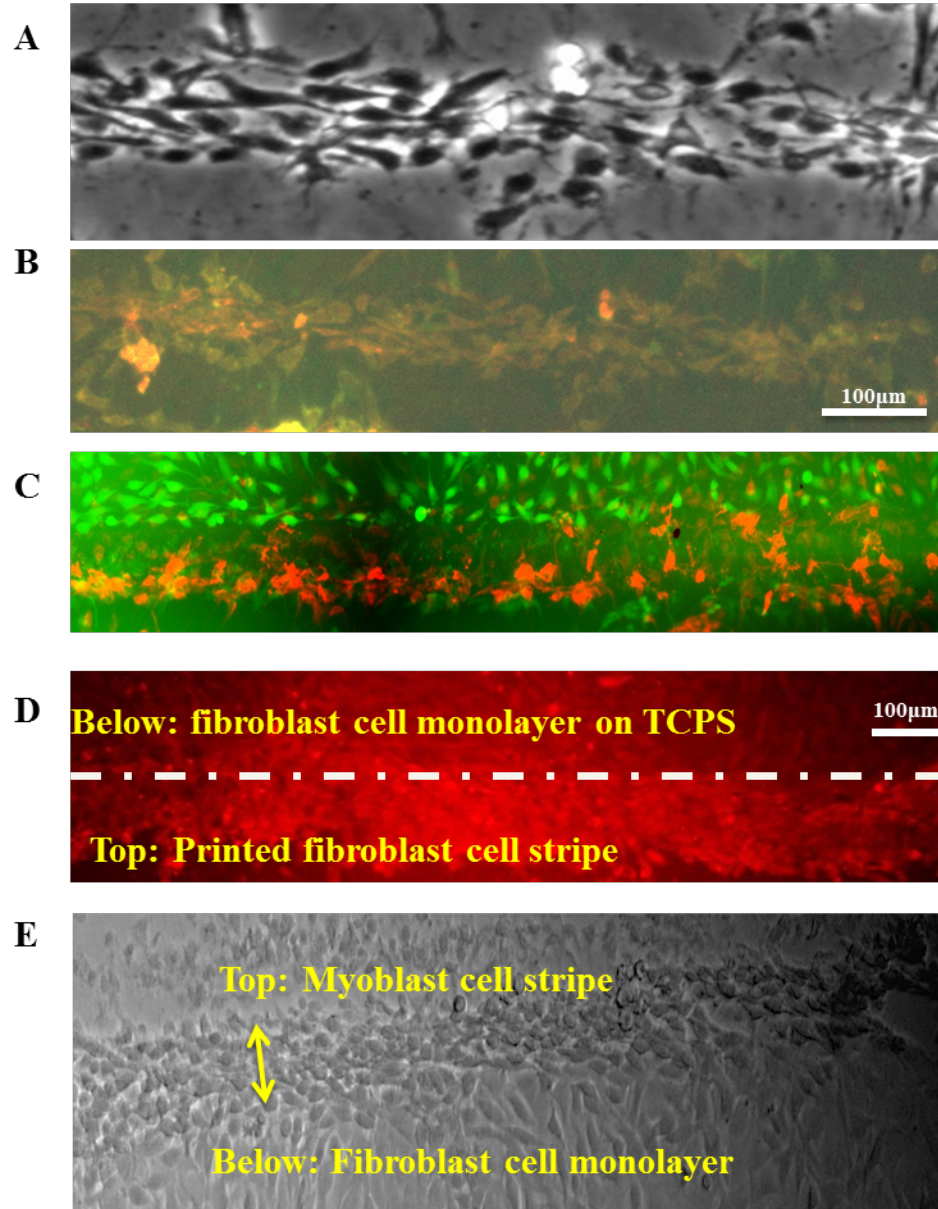 A
B
100µm
C
D
100µm
Below: fibroblast cell monolayer on TCPS
Top: Printed fibroblast cell stripe
E
Top: Myoblast cell stripe
Below: Fibroblast cell monolayer